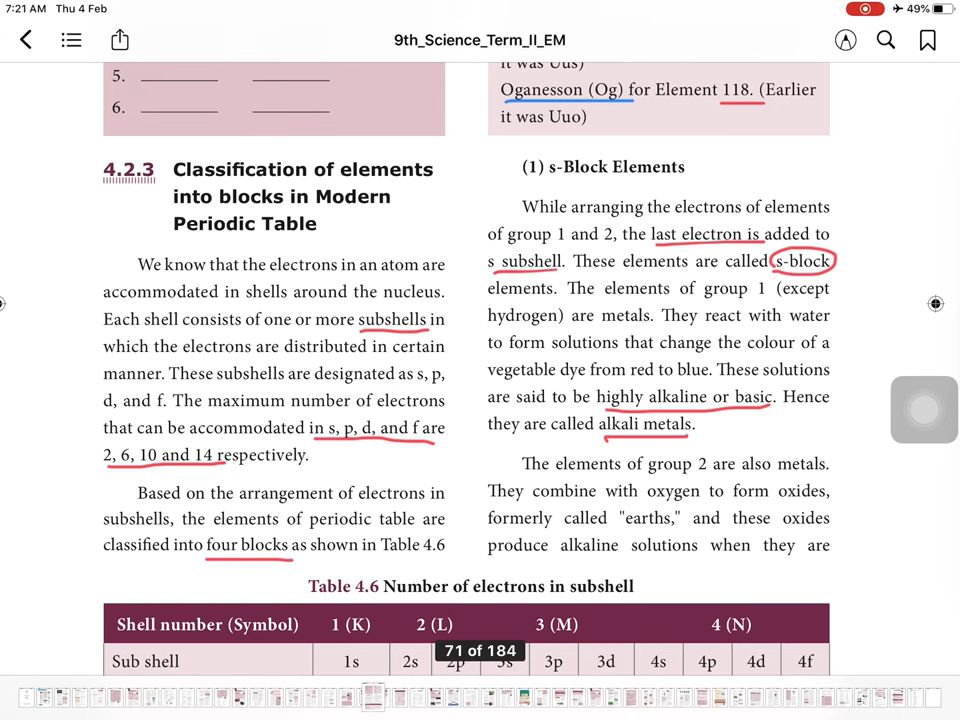 7:21 AM Thu 4 Feb
49%
9th_Science_Term_II_EM
5. __________ __________
6. __________ __________
it was Uus)
Oganesson (Og) for Element 118. (Earlier
it was Uuo)
4.2.3 Classification of elements
into blocks in Modern
Periodic Table
We know that the electrons in an atom are
accommodated in shells around the nucleus.
Each shell consists of one or more subshells in
which the electrons are distributed in certain
manner. These subshells are designated as s, p,
d, and f. The maximum number of electrons
that can be accommodated in s, p, d, and f are
2, 6, 10 and 14 respectively.
Based on the arrangement of electrons in
subshells, the elements of periodic table are
classified into four blocks as shown in Table 4.6
(1) s-Block Elements
While arranging the electrons of elements
of group 1 and 2, the last electron is added to
s subshell. These elements are called s-block
elements. The elements of group 1 (except
hydrogen) are metals. They react with water
to form solutions that change the colour of a
vegetable dye from red to blue. These solutions
are said to be highly alkaline or basic. Hence
they are called alkali metals.
The elements of group 2 are also metals.
They combine with oxygen to form oxides,
formerly called "earths," and these oxides
produce alkaline solutions when they are
Table 4.6 Number of electrons in subshell
Shell number (Symbol) 1 (K) 2 (L) 3 (M) 4 (N)
71 of 184
Sub shell 1s 2s 2p 3s 3p 3d 4s 4p 4d 4f